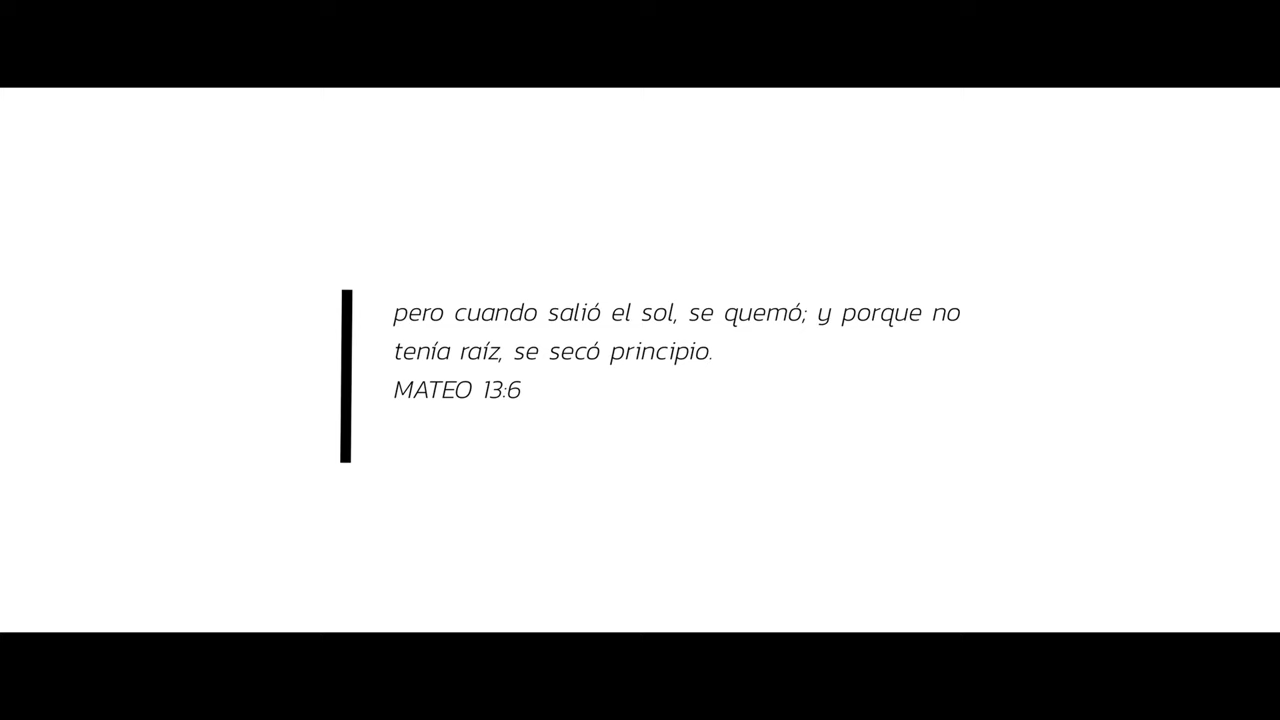 pero cuando salió el sol, se quemó; y porque no
tenía raíz, se secó principio.
MATEO 13:6